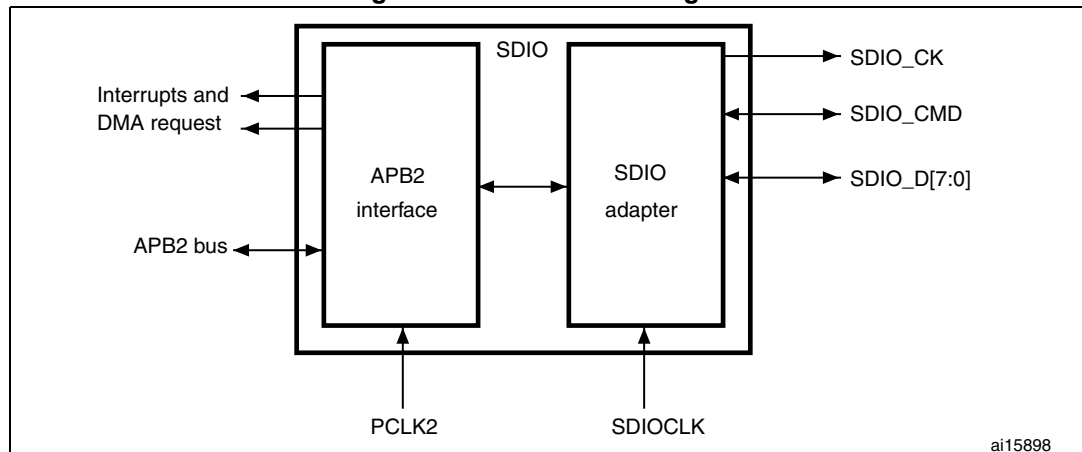 SDIO
Interrupts and
DMA request
APB2
interface
APB2 bus
SDIO
adapter
SDIO_CK
SDIO_CMD
SDIO_D[7:0]
PCLK2
SDIOCLK
ai15898